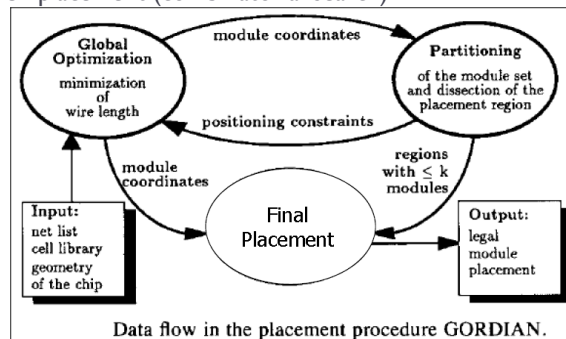 module coordinates
Global
Optimization
minimization
of
wire length
Partitioning
of the module set
and dissection of the
placement region
positioning constraints
module
coordinates
regions
with ≤ k
modules
Input:
net list
cell library
geometry
of the chip
Final
Placement
Output:
legal
module
placement
Data flow in the placement procedure GORDIAN.